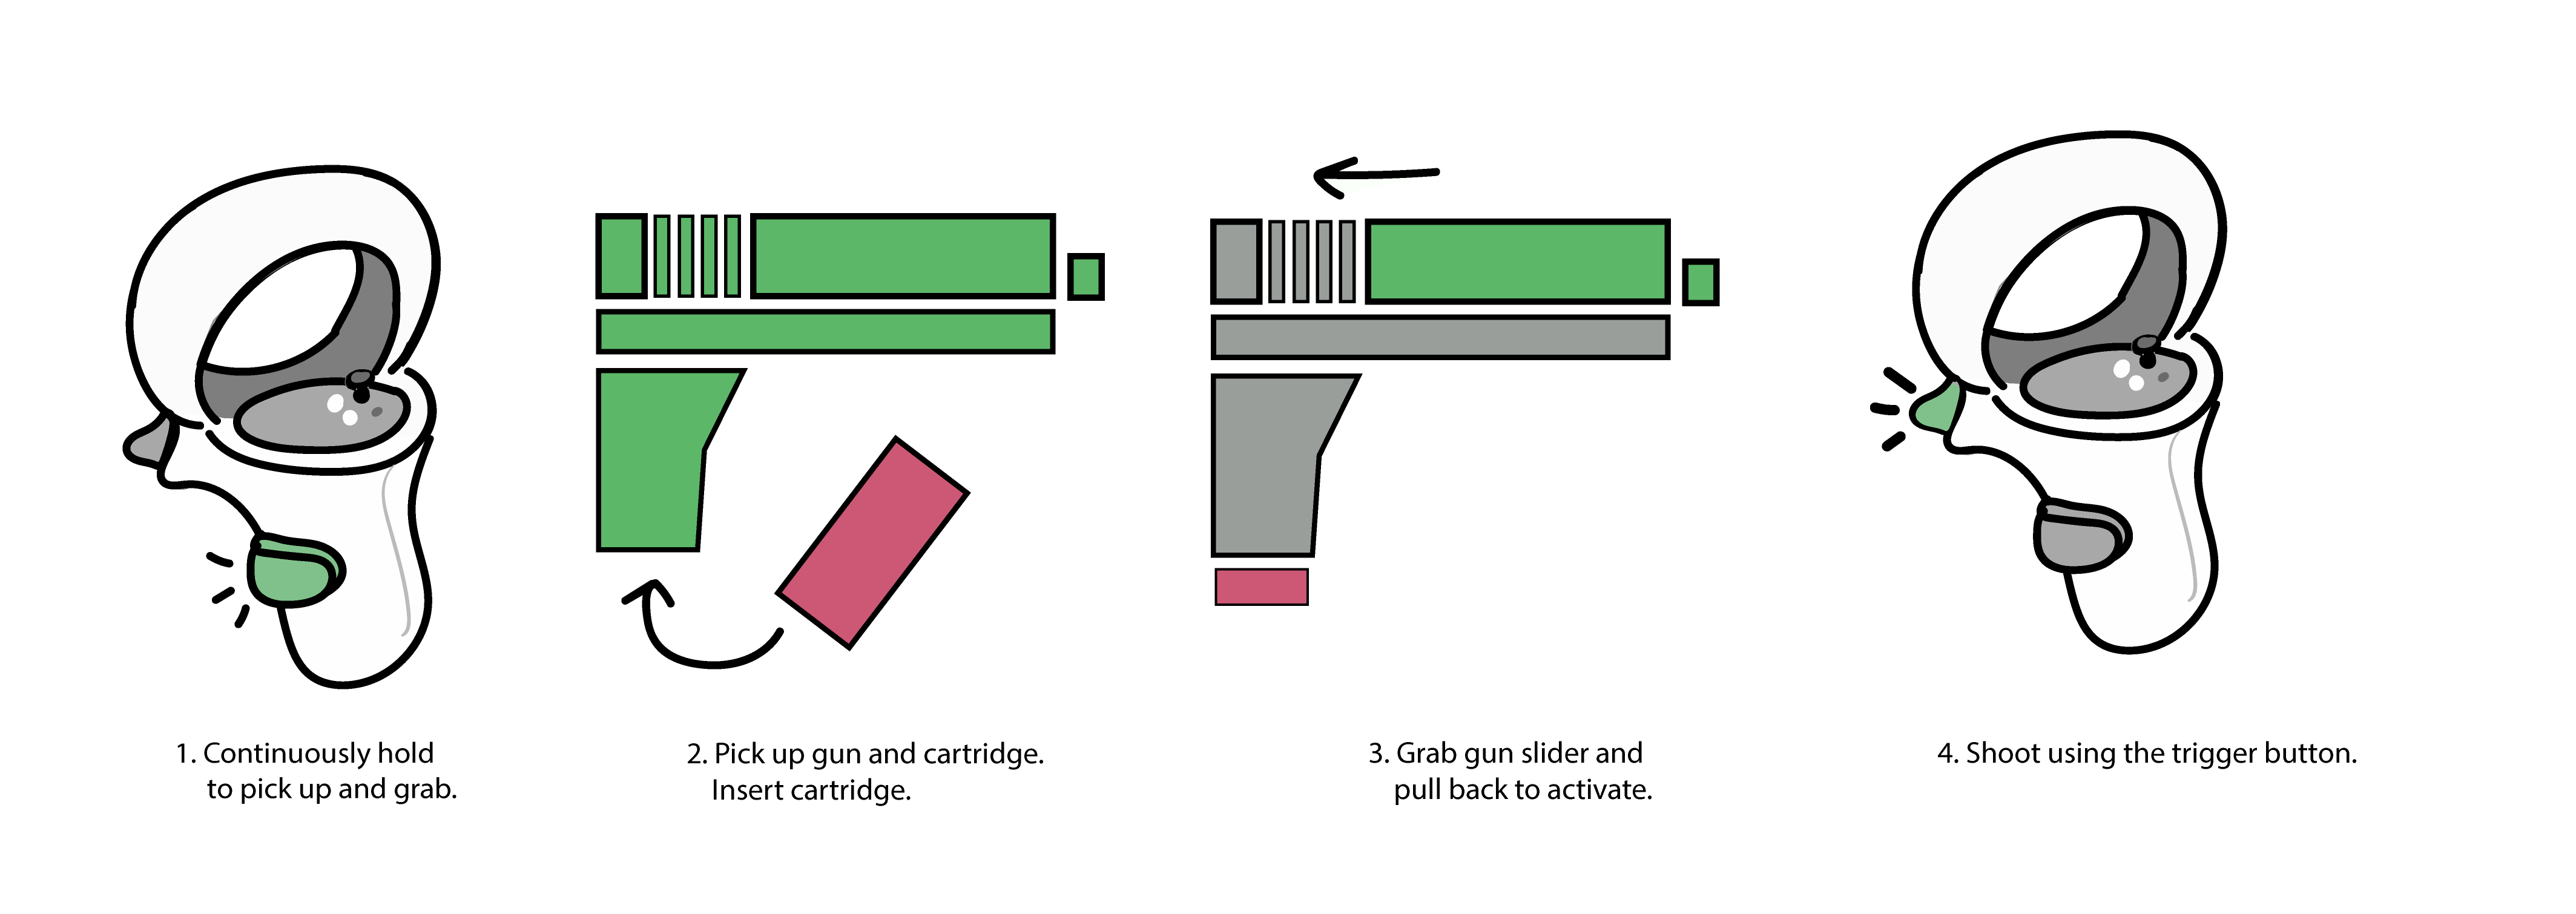 1. Continuously hold
to pick up and grab.
2. Pick up gun and cartridge.
Insert cartridge.
3. Grab gun slider and
pull back to activate.
4. Shoot using the trigger button.